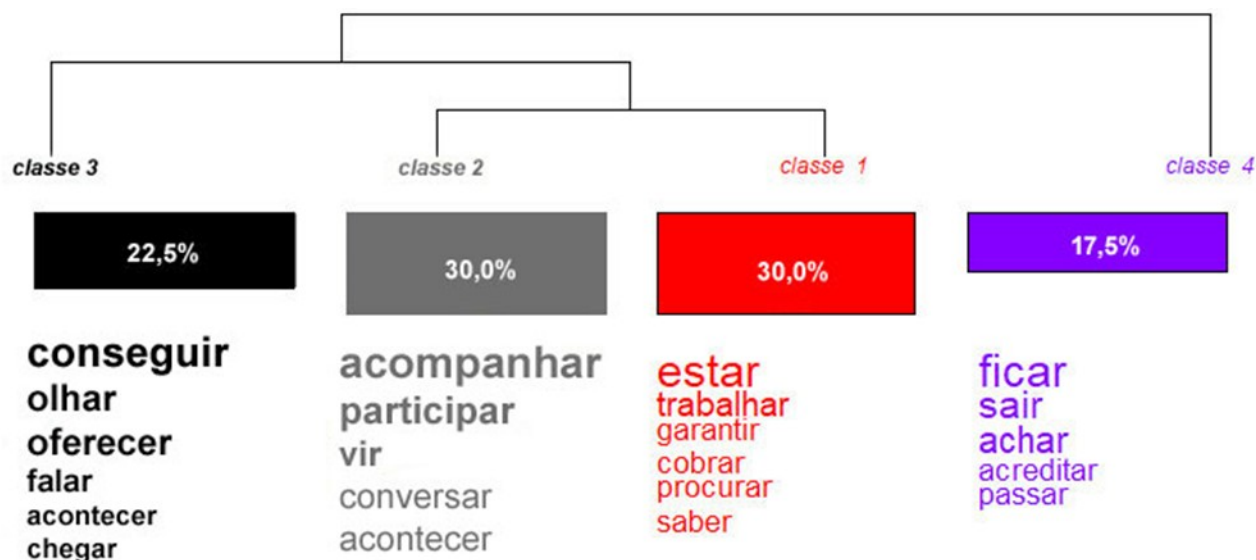 classe 3
classe 2
classe 1
classe 4
22,5%
30,0%
30,0%
17,5%
conseguir
olhar
oferecer
falar
acontecer
chegar
acompanhar
participar
vir
conversar
acontecer
estar
trabalhar
garantir
cobrar
procurar
saber
ficar
sair
achar
acreditar
passar